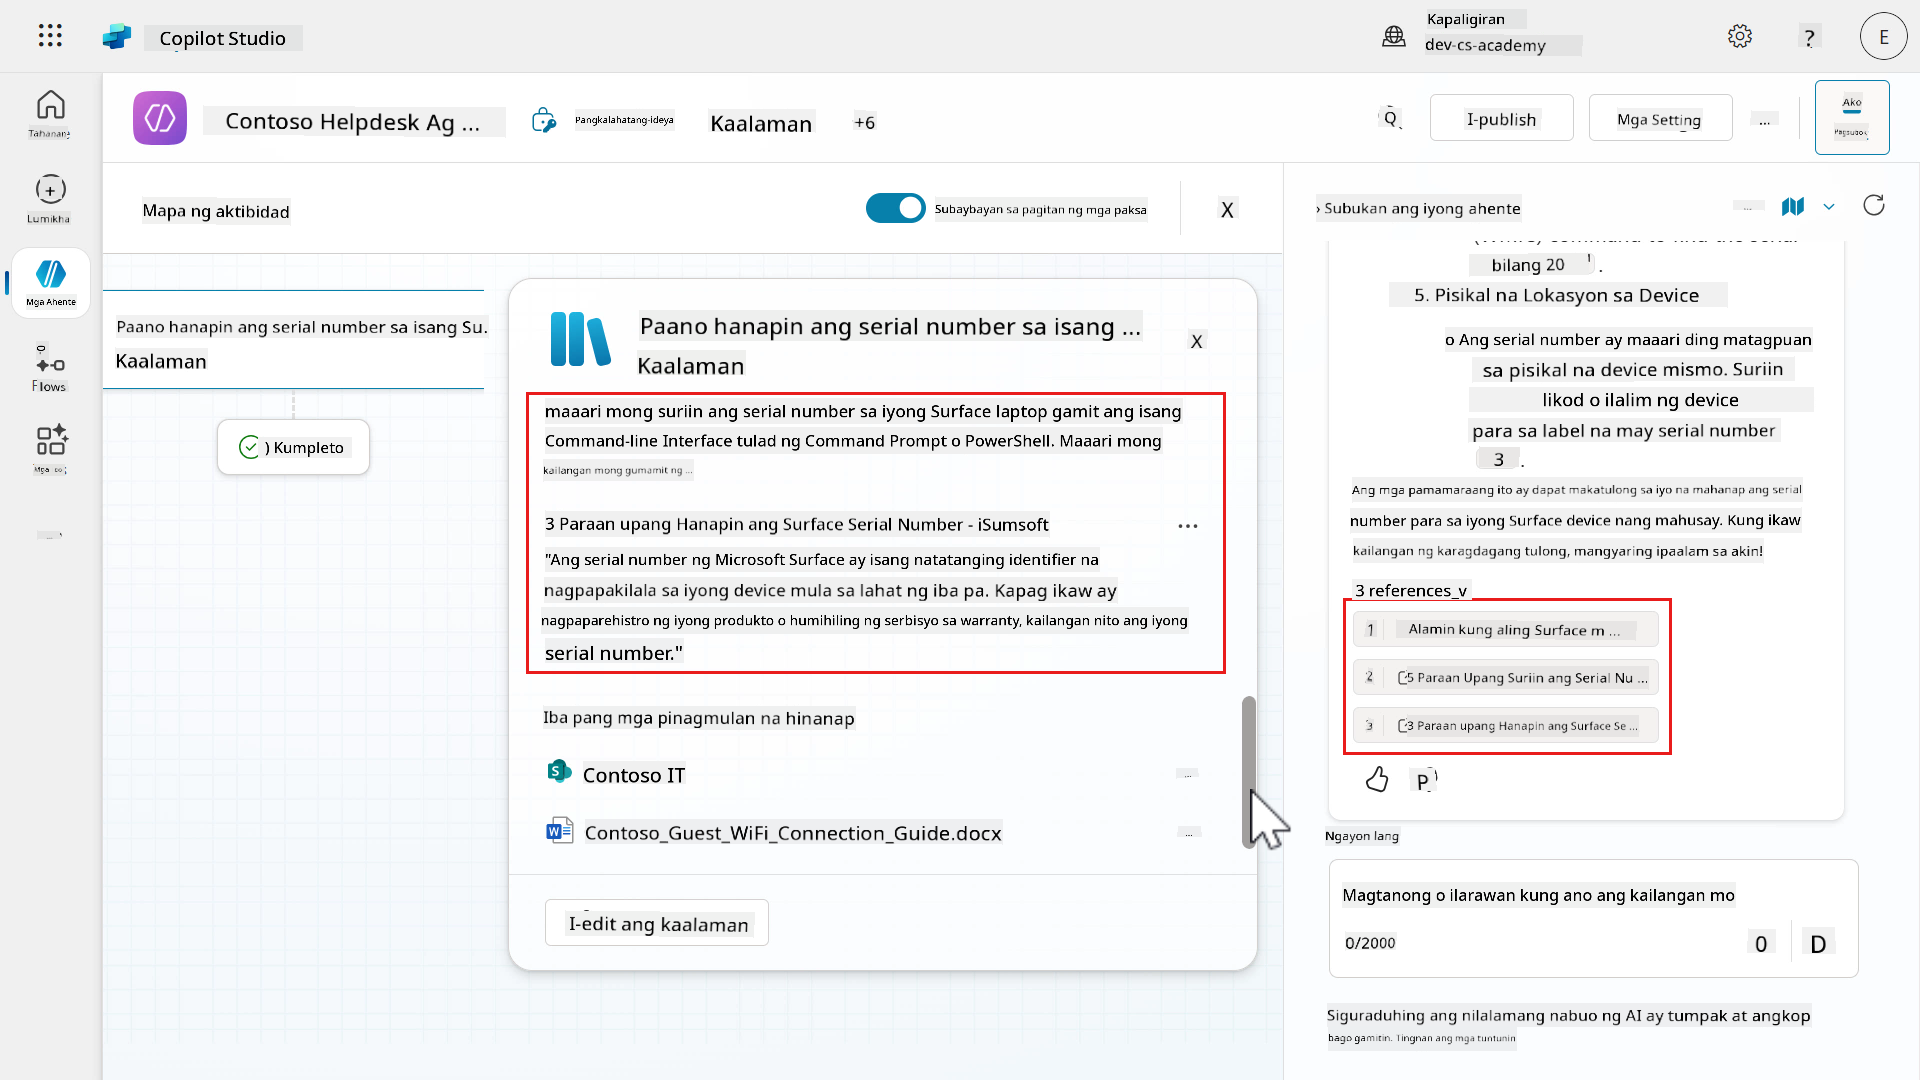 Copilot Studio
Kapaligiran
dev-cs-academy
?
E
Tahanan
Lumikha
Mga Ahente
Flows
Contoso Helpdesk Ag ...
Pangkalahatang-ideya
Kaalaman
+6
I-publish
Mga Setting
...
Ako
Pagsubok
Mapa ng aktibidad
Subaybayan sa pagitan ng mga paksa
X
Paano hanapin ang serial number sa isang Su.
Kaalaman
) Kumpleto
Paano hanapin ang serial number sa isang ...
Kaalaman
X
maaari mong suriin ang serial number sa iyong Surface laptop gamit ang isang
Command-line Interface tulad ng Command Prompt o PowerShell. Maaari mong
kailangan mong gumamit ng ...
3 Paraan upang Hanapin ang Surface Serial Number - iSumsoft
"Ang serial number ng Microsoft Surface ay isang natatanging identifier na
nagpapakilala sa iyong device mula sa lahat ng iba pa. Kapag ikaw ay
nagpaparehistro ng iyong produkto o humihiling ng serbisyo sa warranty, kailangan nito ang iyong
serial number."
Iba pang mga pinagmulan na hinanap
Contoso IT
...
Contoso_Guest_WiFi_Connection_Guide.docx
...
I-edit ang kaalaman
› Subukan ang iyong ahente
...
bilang 20 1 .
5. Pisikal na Lokasyon sa Device
o Ang serial number ay maaari ding matagpuan
sa pisikal na device mismo. Suriin
likod o ilalim ng device
para sa label na may serial number
3 .
Ang mga pamamaraang ito ay dapat makatulong sa iyo na mahanap ang serial
number para sa iyong Surface device nang mahusay. Kung ikaw
kailangan ng karagdagang tulong, mangyaring ipaalam sa akin!
3 references_v
1 Alamin kung aling Surface m ...
2 5 Paraan Upang Suriin ang Serial Nu ...
3 3 Paraan upang Hanapin ang Surface Se ...
P
Ngayon lang
Magtanong o ilarawan kung ano ang kailangan mo
0/2000
0 D
Siguraduhing ang nilalamang nabuo ng AI ay tumpak at angkop
bago gamitin. Tingnan ang mga tuntunin